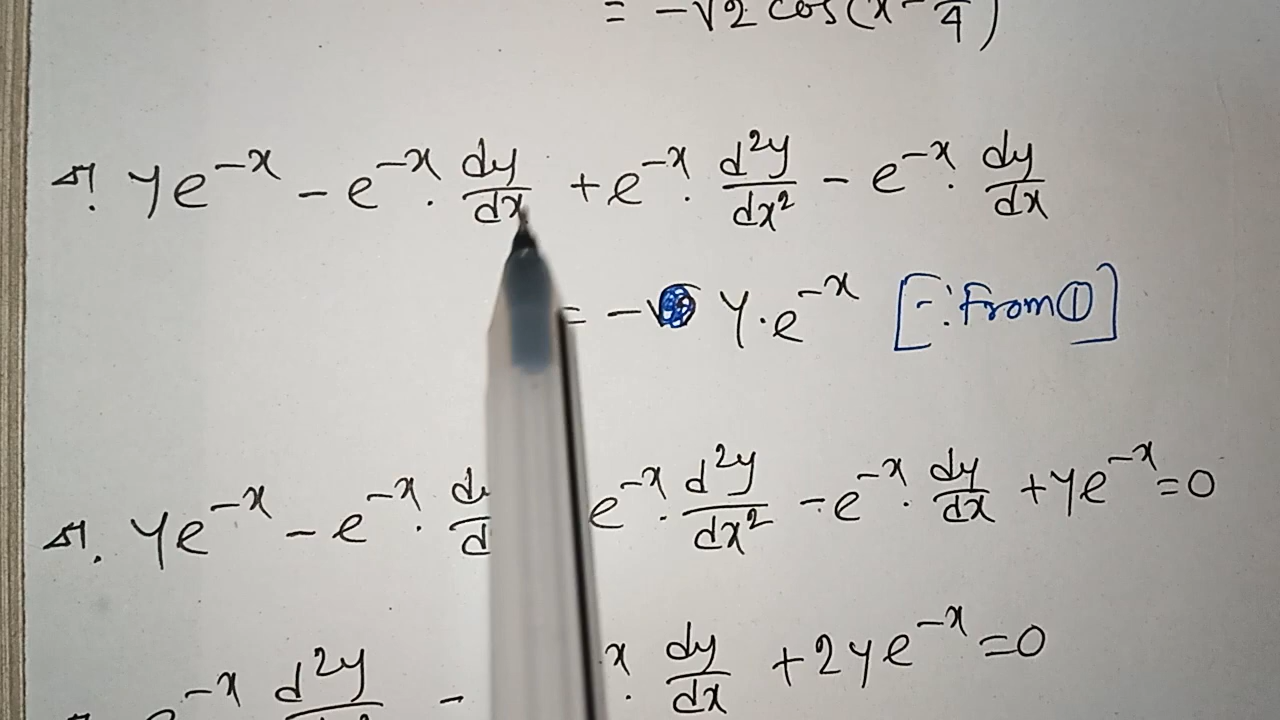 = -√2 cos(x - π/4)
বা, ye^{-x} - e^{-x}. dy/dx + e^{-x}. d²y/dx² - e^{-x}. dy/dx
= - y.e^{-x} [∵ From ①]
বা, ye^{-x} - e^{-x}. d e^{-x}. d²y/dx² - e^{-x}. dy/dx + ye^{-x} = 0
e^{-x} d²y - x. dy/dx + 2ye^{-x} = 0